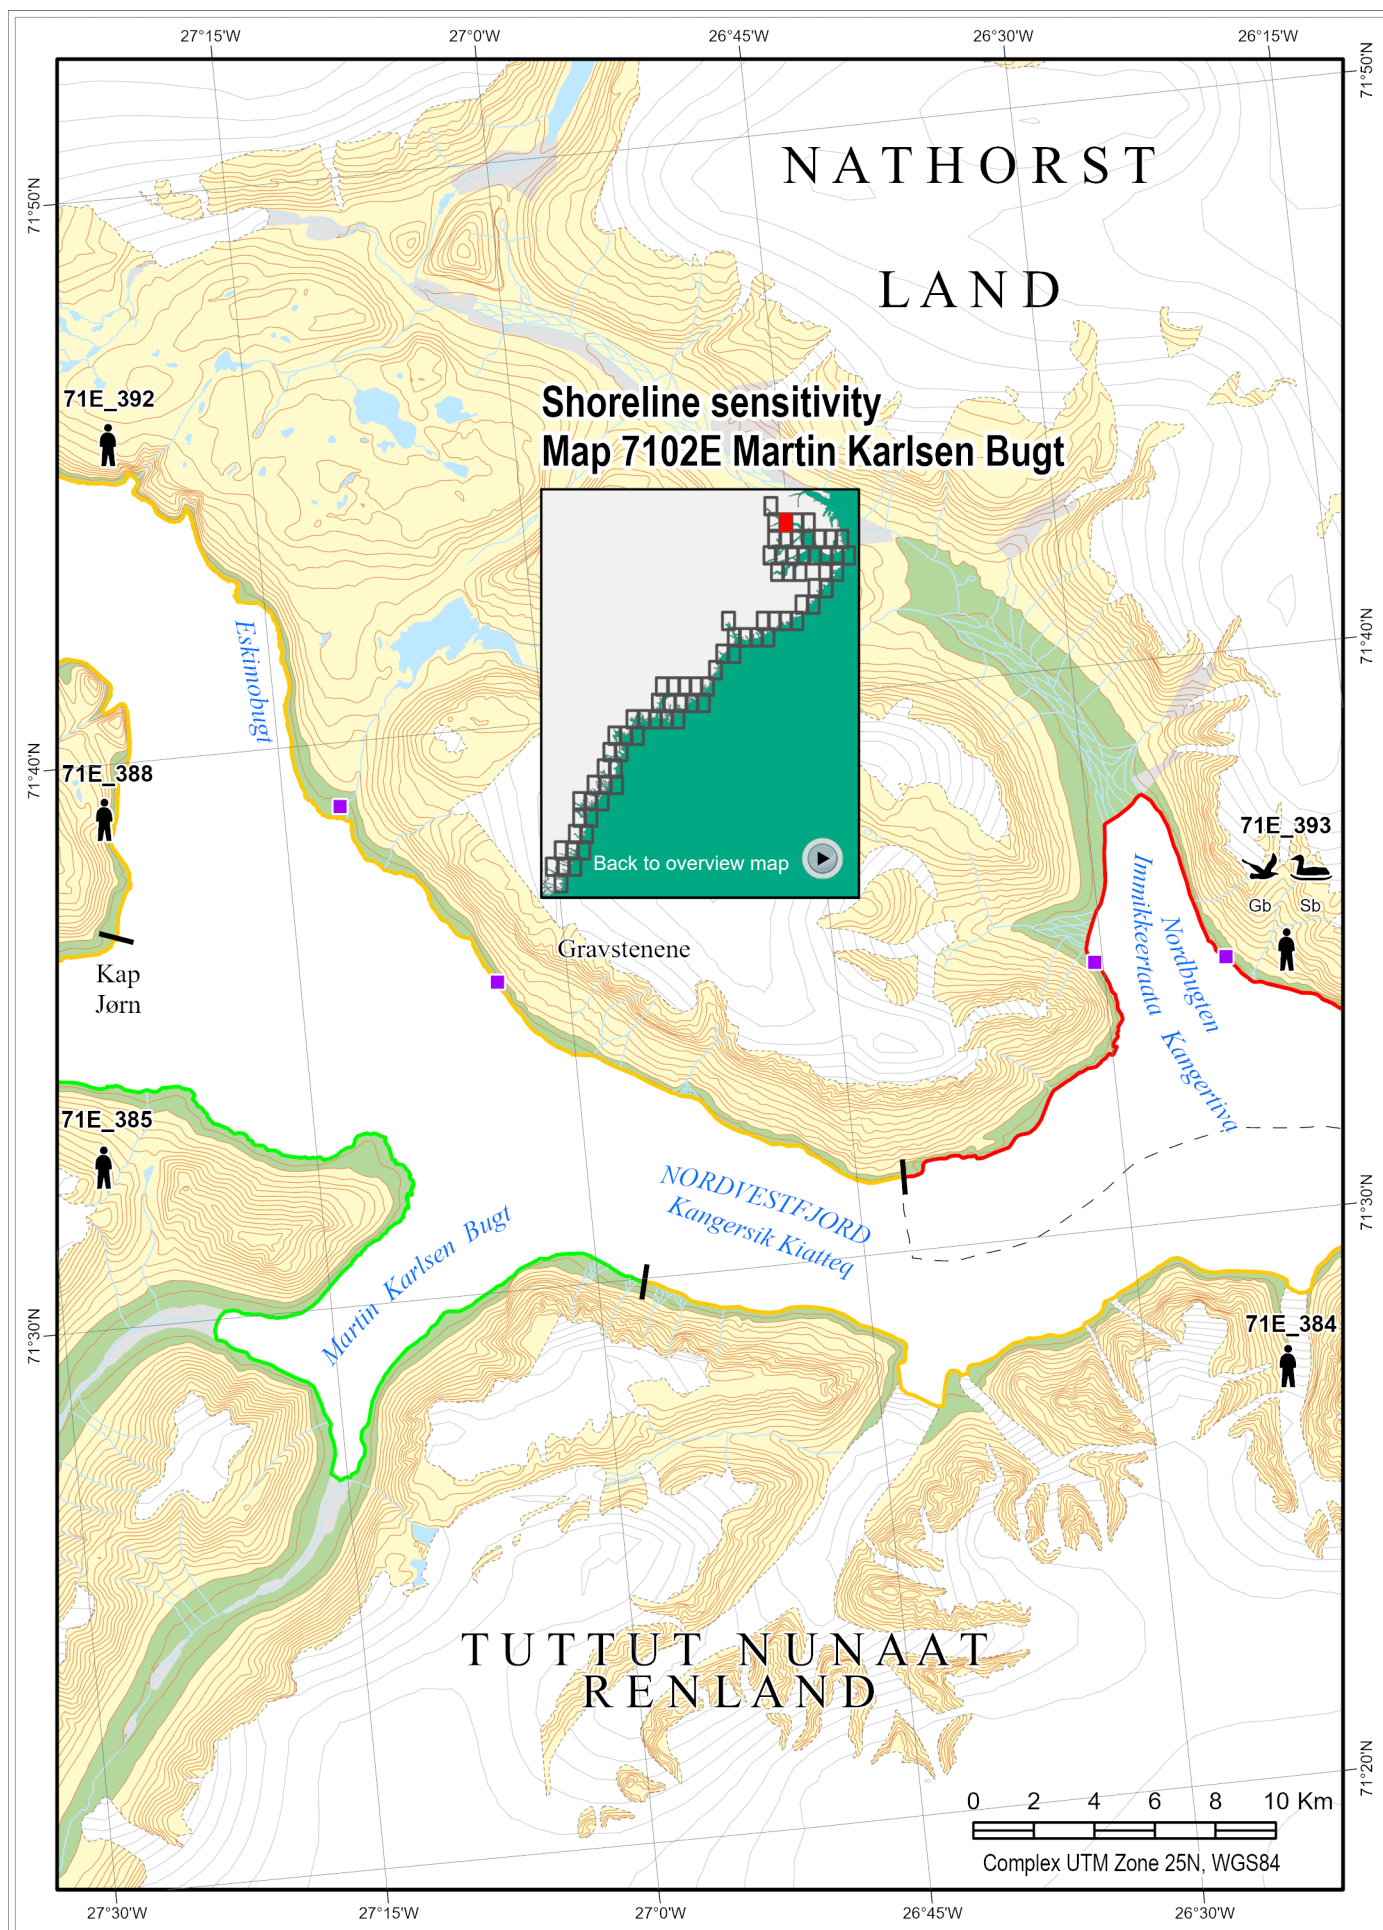 27°15'W
27°0'W
26°45'W
26°30'W
26°15'W
71°50'N
71°50'N
NATHORST
LAND
71E_392
Shoreline sensitivity
Map 7102E Martin Karlsen Bugt
Back to overview map
Eskimobugt
71°40'N
71°40'N
71E_388
71E_393
Gb
Sb
Immikkeertaata Kangertiva
Nordbugten
Gravstenene
Kap
Jørn
71E_385
NORDVESTFJORD
Kangersik Kiatteq
Martin Karlsen Bugt
71°30'N
71°30'N
71E_384
TUTTUT NUNAAT
RENLAND
71°20'N
0 2 4 6 8 10 Km
Complex UTM Zone 25N, WGS84
27°30'W
27°15'W
27°0'W
26°45'W
26°30'W